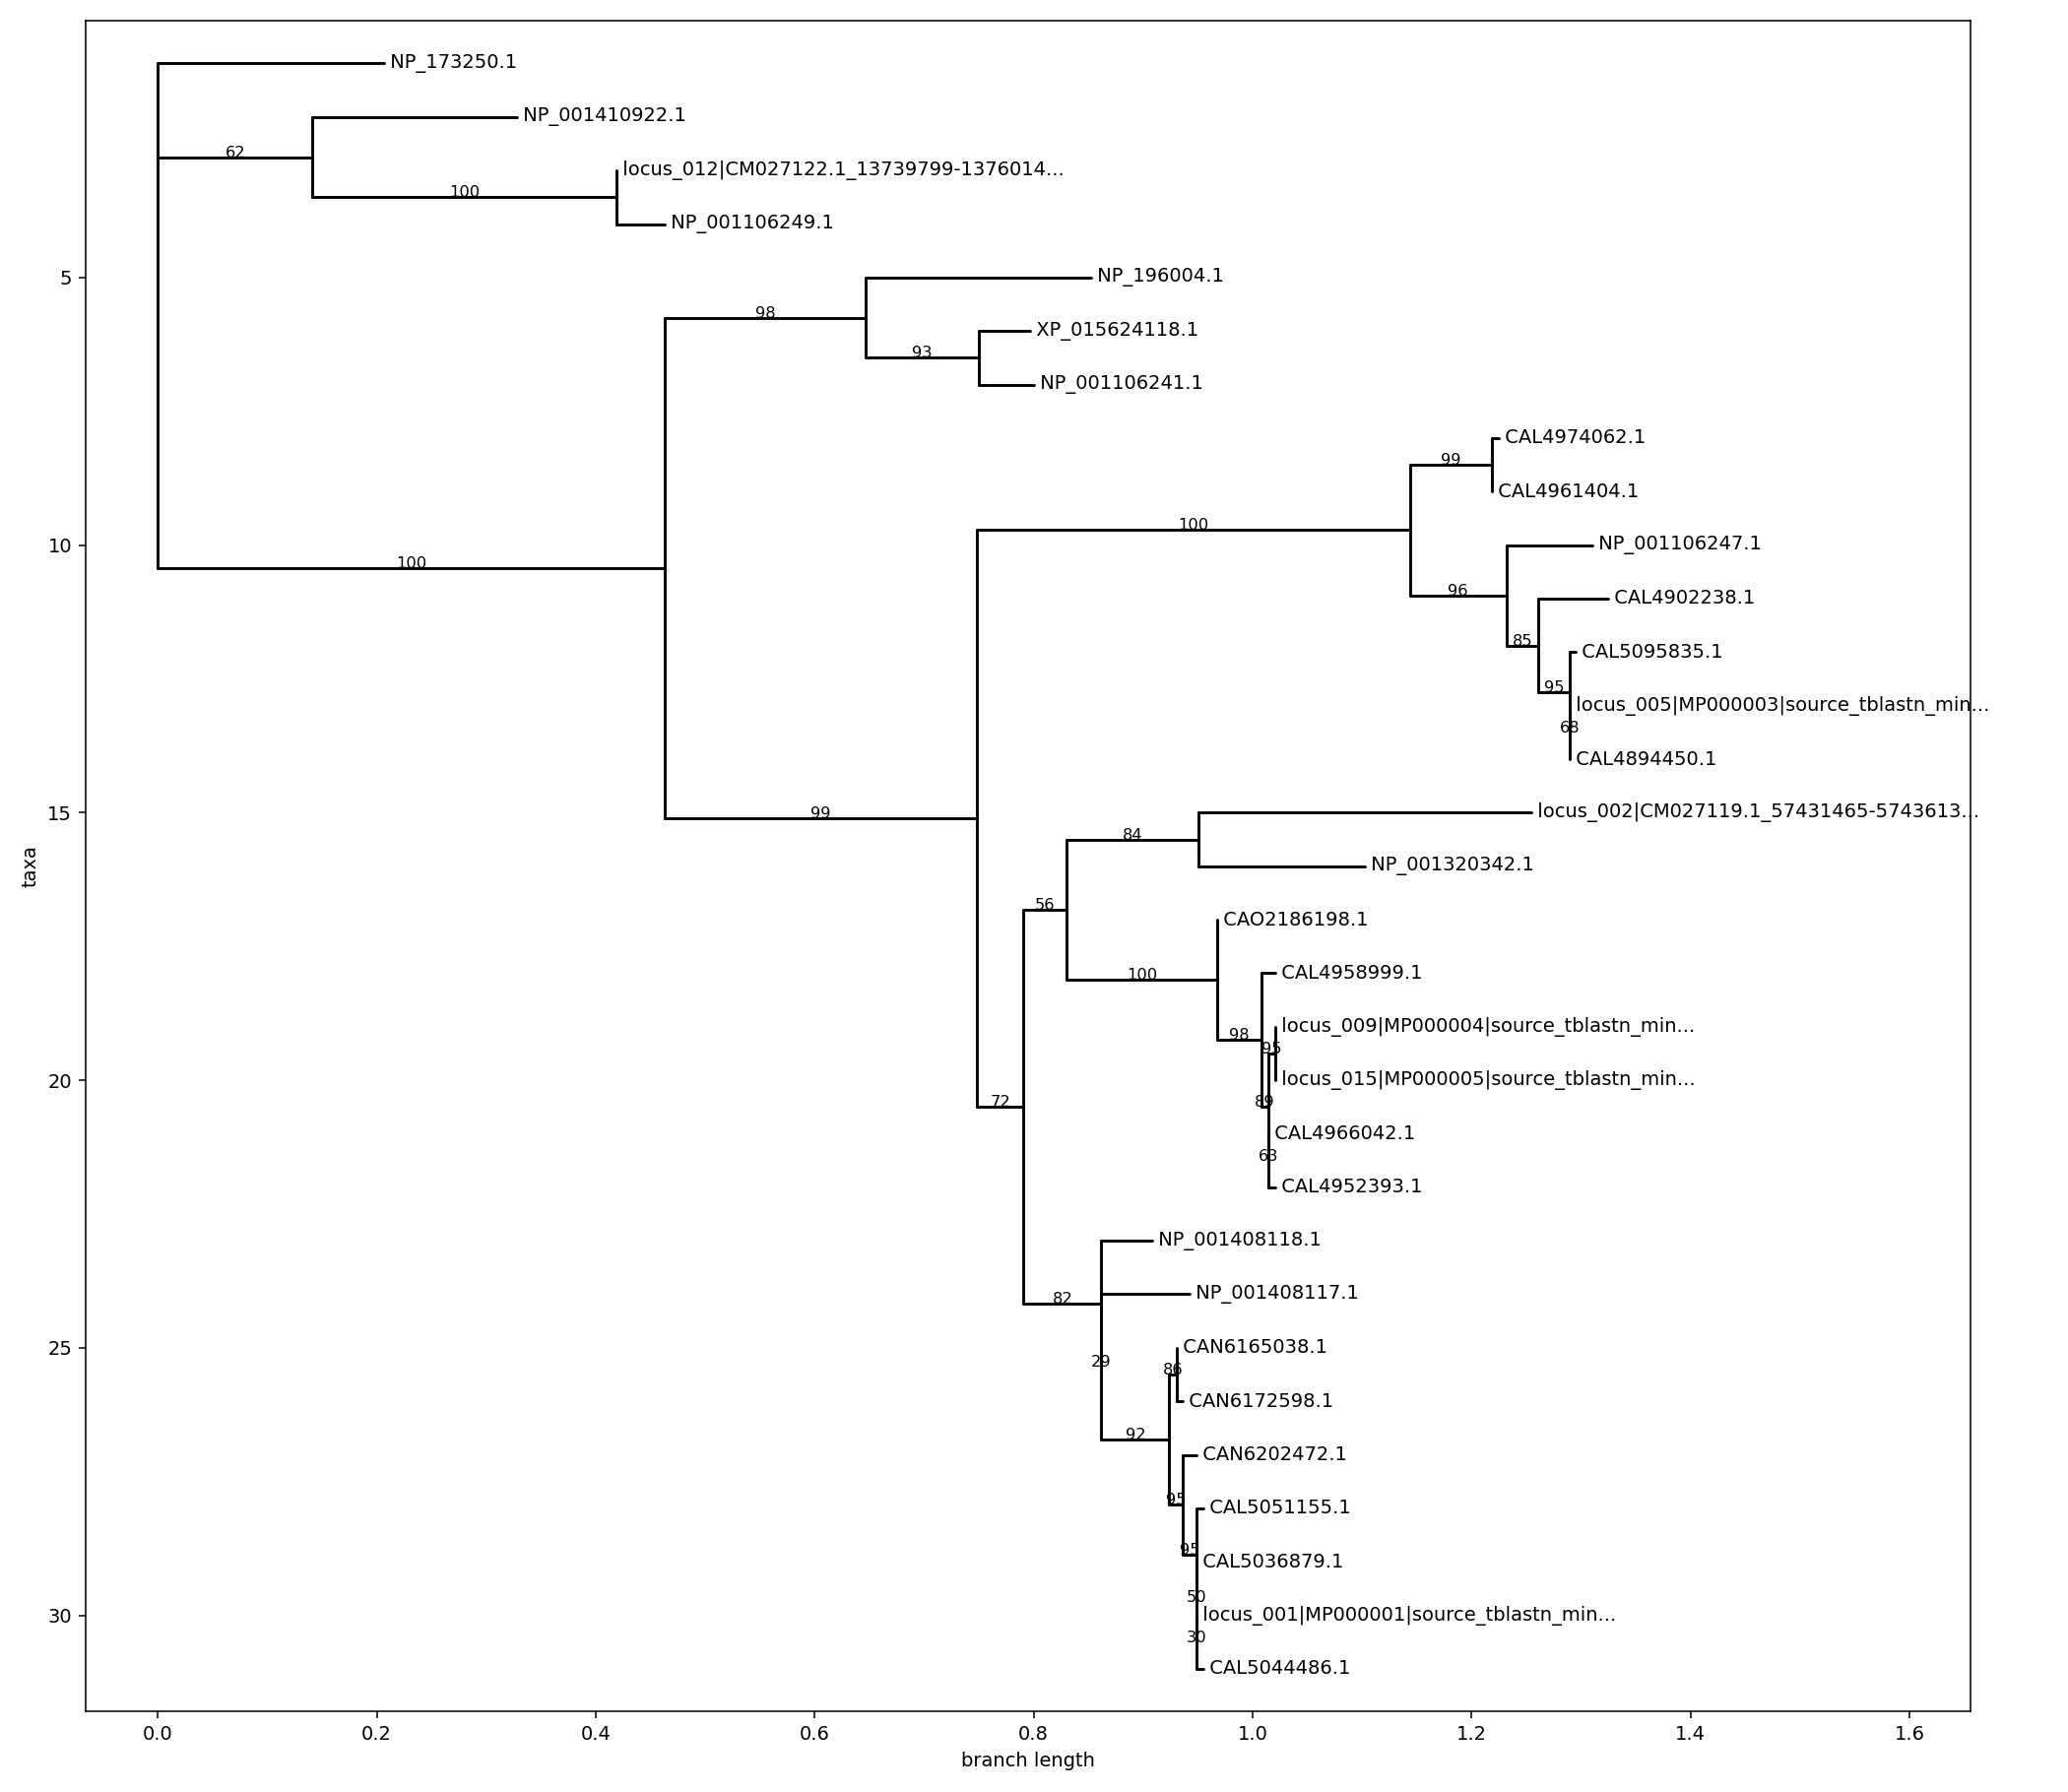 NP_173250.1
NP_001410922.1
62
locus_012|CM027122.1_13739799-1376014...
100
NP_001106249.1
5
NP_196004.1
98
XP_015624118.1
93
NP_001106241.1
CAL4974062.1
99
CAL4961404.1
100
10
NP_001106247.1
100
96
CAL4902238.1
85
CAL5095835.1
95
locus_005|MP000003|source_tblastn_min...
68
CAL4894450.1
15
99
locus_002|CM027119.1_57431465-5743613...
84
taxa
NP_001320342.1
56
CAO2186198.1
100
CAL4958999.1
locus_009|MP000004|source_tblastn_min...
98
95
20
locus_015|MP000005|source_tblastn_min...
72
89
CAL4966042.1
63
CAL4952393.1
NP_001408118.1
82
NP_001408117.1
25
CAN6165038.1
29
86
CAN6172598.1
92
CAN6202472.1
95
CAL5051155.1
95
CAL5036879.1
50
30
locus_001|MP000001|source_tblastn_min...
30
CAL5044486.1
0.0 0.2 0.4 0.6 0.8 1.0 1.2 1.4 1.6
branch length